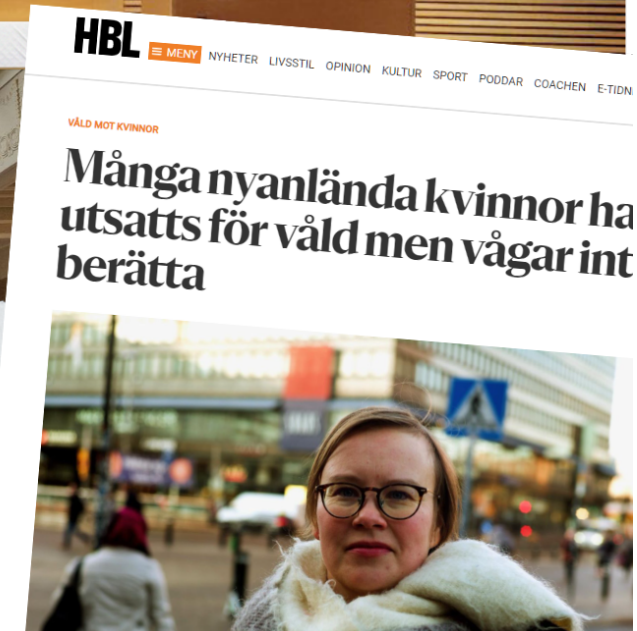 HBL
MENY NYHETER LIVSSTIL OPINION KULTUR SPORT PODDAR COACHEN
VÅLD MOT KVINNOR
Många nyanlända kvinnor ha
utsatts för våld men vågar int
berätta